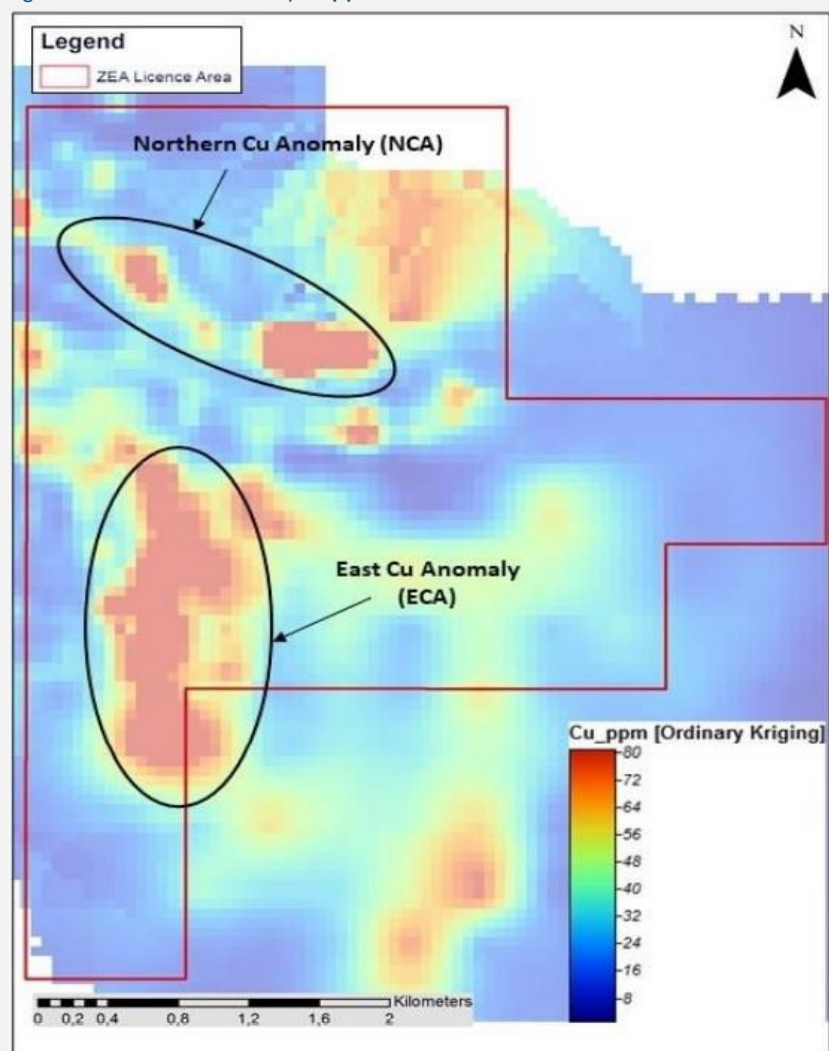 Legend
ZEA Licence Area
N
Northern Cu Anomaly (NCA)
East Cu Anomaly
(ECA)
Cu_ppm [Ordinary Kriging]
80
72
64
56
48
40
32
24
16
8
Kilometers
0 0,2 0,4 0,8 1,2 1,6 2